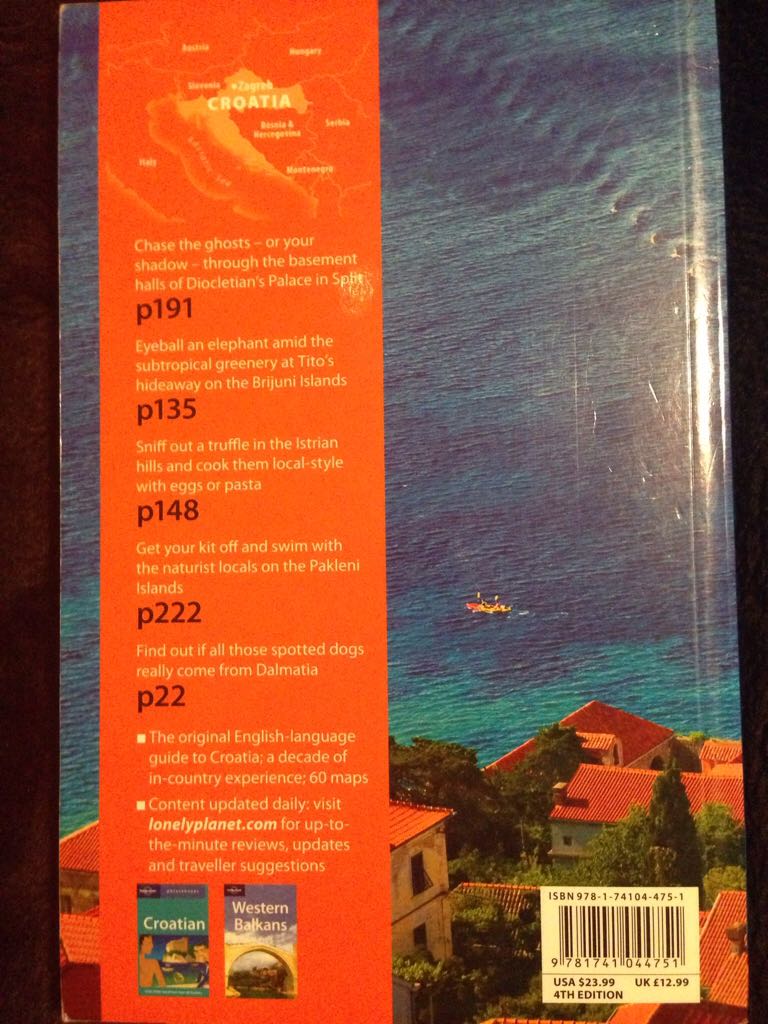 Austria
Hungary
Slovenia
Zagreb
CROATIA
Bosnia &
Hercegotina
Serbia
Italy
Adriatic Sea
Montenegro
Chase the ghosts – or your
shadow – through the basement
halls of Diocletian's Palace in Split
p191
Eyeball an elephant amid the
subtropical greenery at Tito's
hideaway on the Brijuni Islands
p135
Sniff out a truffle in the Istrian
hills and cook them local-style
with eggs or pasta
p148
Get your kit off and swim with
the naturist locals on the Pakleni
Islands
p222
Find out if all those spotted dogs
really come from Dalmatia
p22
■ The original English-language
guide to Croatia; a decade of
in-country experience; 60 maps
■ Content updated daily: visit
lonelyplanet.com for up-to-
the-minute reviews, updates
and traveller suggestions
phrasebooks
Croatian
Western
Balkans
ISBN 978-1-74104-475-1
9 781741 044751
USA $23.99 UK £12.99
4TH EDITION